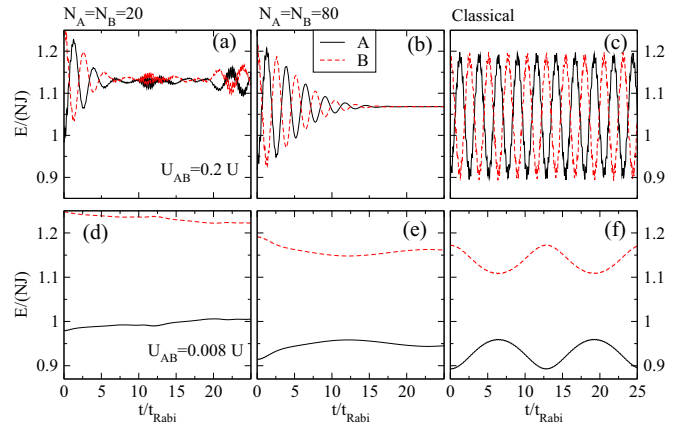 N_A=N_B=20 N_A=N_B=80 Classical
(a) (b) (c)
A
B
1.2 1.2
1.1 1.1
1 1
0.9 0.9
E/(NJ) E/(NJ)
U_AB=0.2 U
(d) (e) (f)
1.2 1.2
1.1 1.1
1 1
0.9 0.9
E/(NJ) E/(NJ)
U_AB=0.008 U
0 5 10 15 20 0 5 10 15 20 0 5 10 15 20 25
t/t_Rabi t/t_Rabi t/t_Rabi